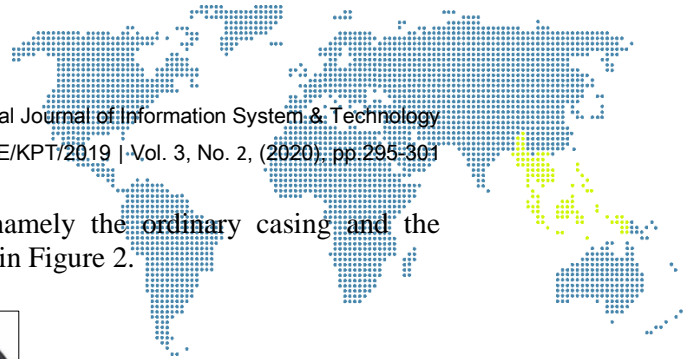 al Journal of Information System & Technology
E/KPT/2019 | Vol. 3, No. 2, (2020), pp.295-301
namely the ordinary casing and the
in Figure 2.